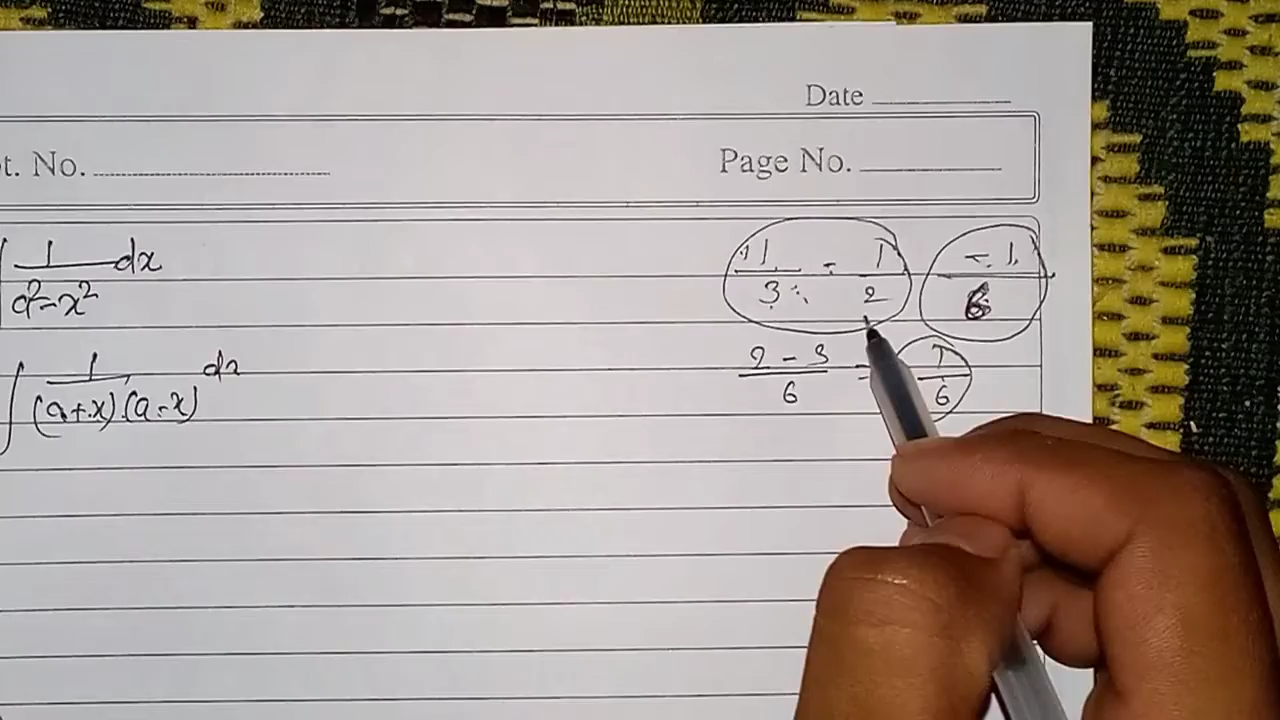 Date
t. No. Page No.
∫ 1/(a²-x²) dx
1/3 - 1/2 -1/6
∫ 1/((a+x).(a-x)) dx
(2-3)/6 = 1/6